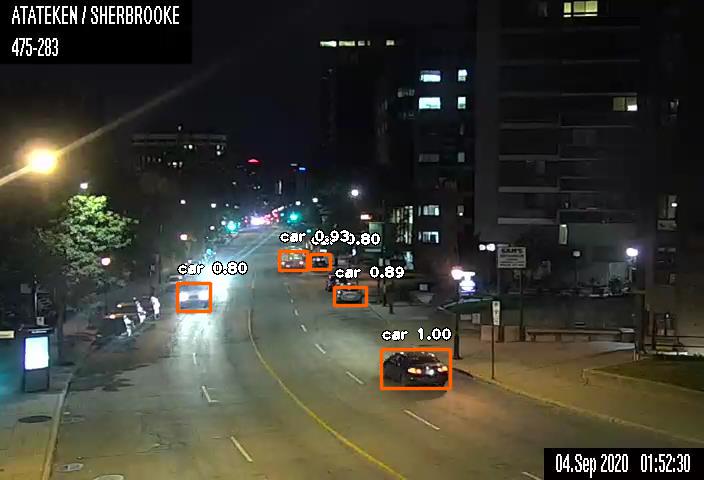 ATATEKEN / SHERBROOKE
475-283
car 0.93
0.80
car 0.80
car 0.89
car 1.00
04.Sep 2020 01:52:30